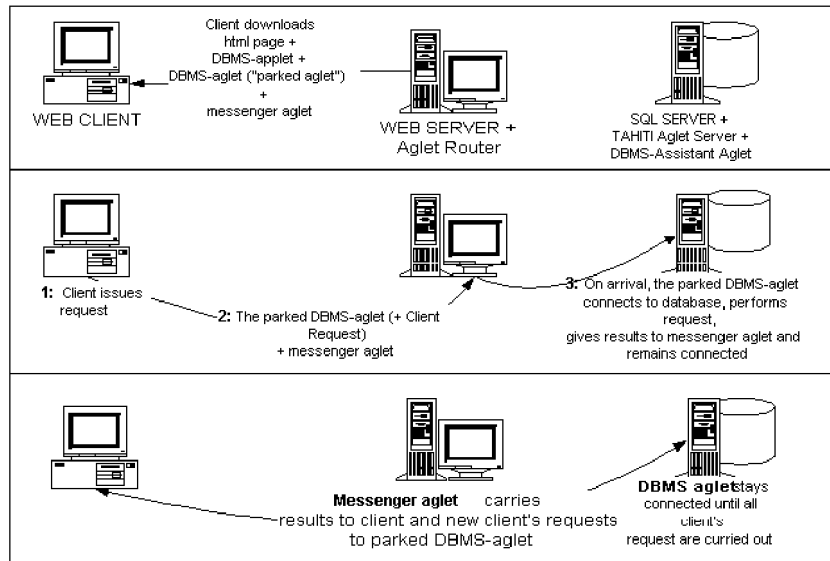 Client downloads
html page +
DBMS-applet +
DBMS-aglet ("parked aglet")
+
messenger aglet
WEB CLIENT
WEB SERVER +
Aglet Router
SQL SERVER +
TAHITI Aglet Server +
DBMS-Assistant Aglet
1: Client issues
request
2: The parked DBMS-aglet (+ Client
Request)
+ messenger aglet
3: On arrival, the parked DBMS-aglet
connects to database, performs
request,
gives results to messenger aglet and
remains connected
Messenger aglet carries
results to client and new client's requests
to parked DBMS-aglet
DBMS aglet stays
connected until all
client's
request are curried out